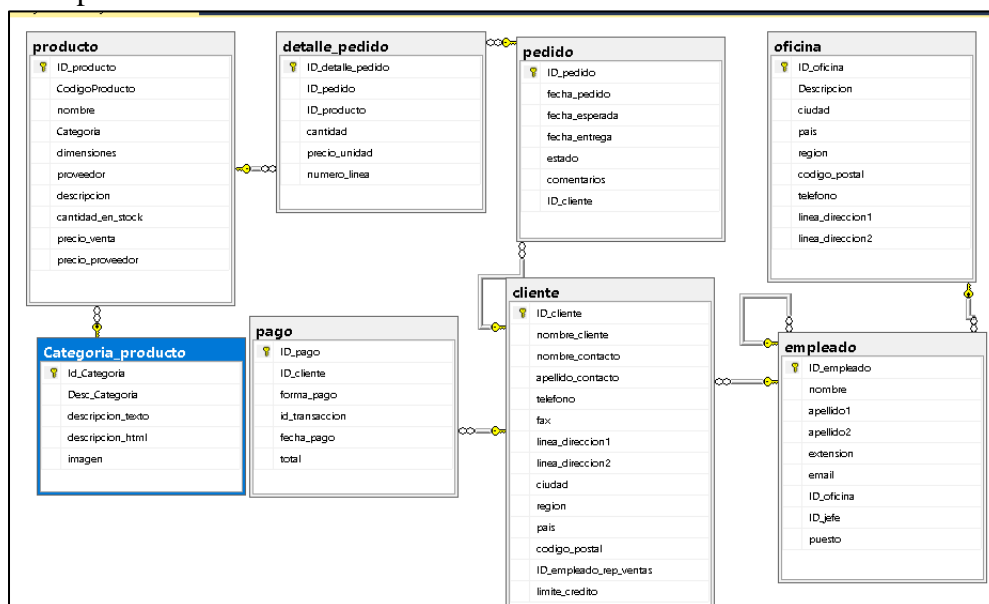 producto
ID_producto
CodigoProducto
nombre
Categoria
dimensiones
proveedor
descripcion
cantidad_en_stock
precio_venta
precio_proveedor
detalle_pedido
ID_detalle_pedido
ID_pedido
ID_producto
cantidad
precio_unidad
numero_linea
pedido
ID_pedido
fecha_pedido
fecha_esperada
fecha_entrega
estado
comentarios
ID_cliente
oficina
ID_oficina
Descripcion
ciudad
pais
region
codigo_postal
telefono
linea_direccion1
linea_direccion2
Categoria_producto
Id_Categoria
Desc_Categoria
descripcion_texto
descripcion_html
imagen
pago
ID_pago
ID_cliente
forma_pago
id_transaccion
fecha_pago
total
cliente
ID_cliente
nombre_cliente
nombre_contacto
apellido_contacto
telefono
fax
linea_direccion1
linea_direccion2
ciudad
region
pais
codigo_postal
ID_empleado_rep_ventas
limite_credito
empleado
ID_empleado
nombre
apellido1
apellido2
extension
email
ID_oficina
ID_jefe
puesto